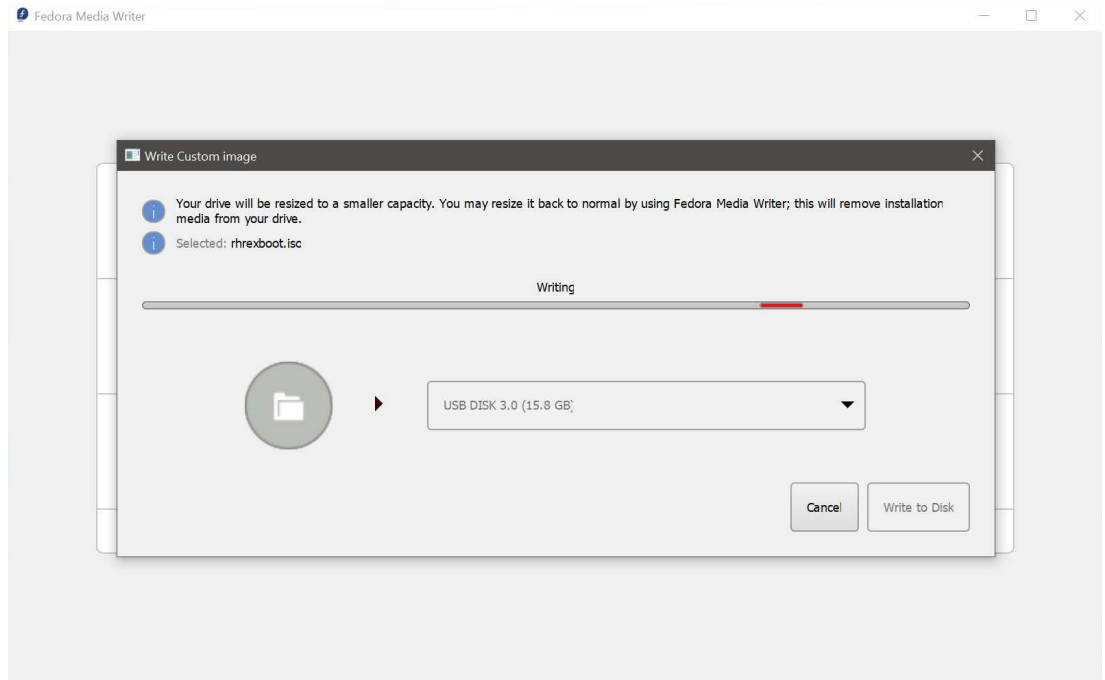 Fedora Media Writer
Write Custom image
Your drive will be resized to a smaller capacity. You may resize it back to normal by using Fedora Media Writer; this will remove installation
media from your drive.
Selected: rhrexboot.isc
Writing
USB DISK 3.0 (15.8 GB)
Cancel
Write to Disk